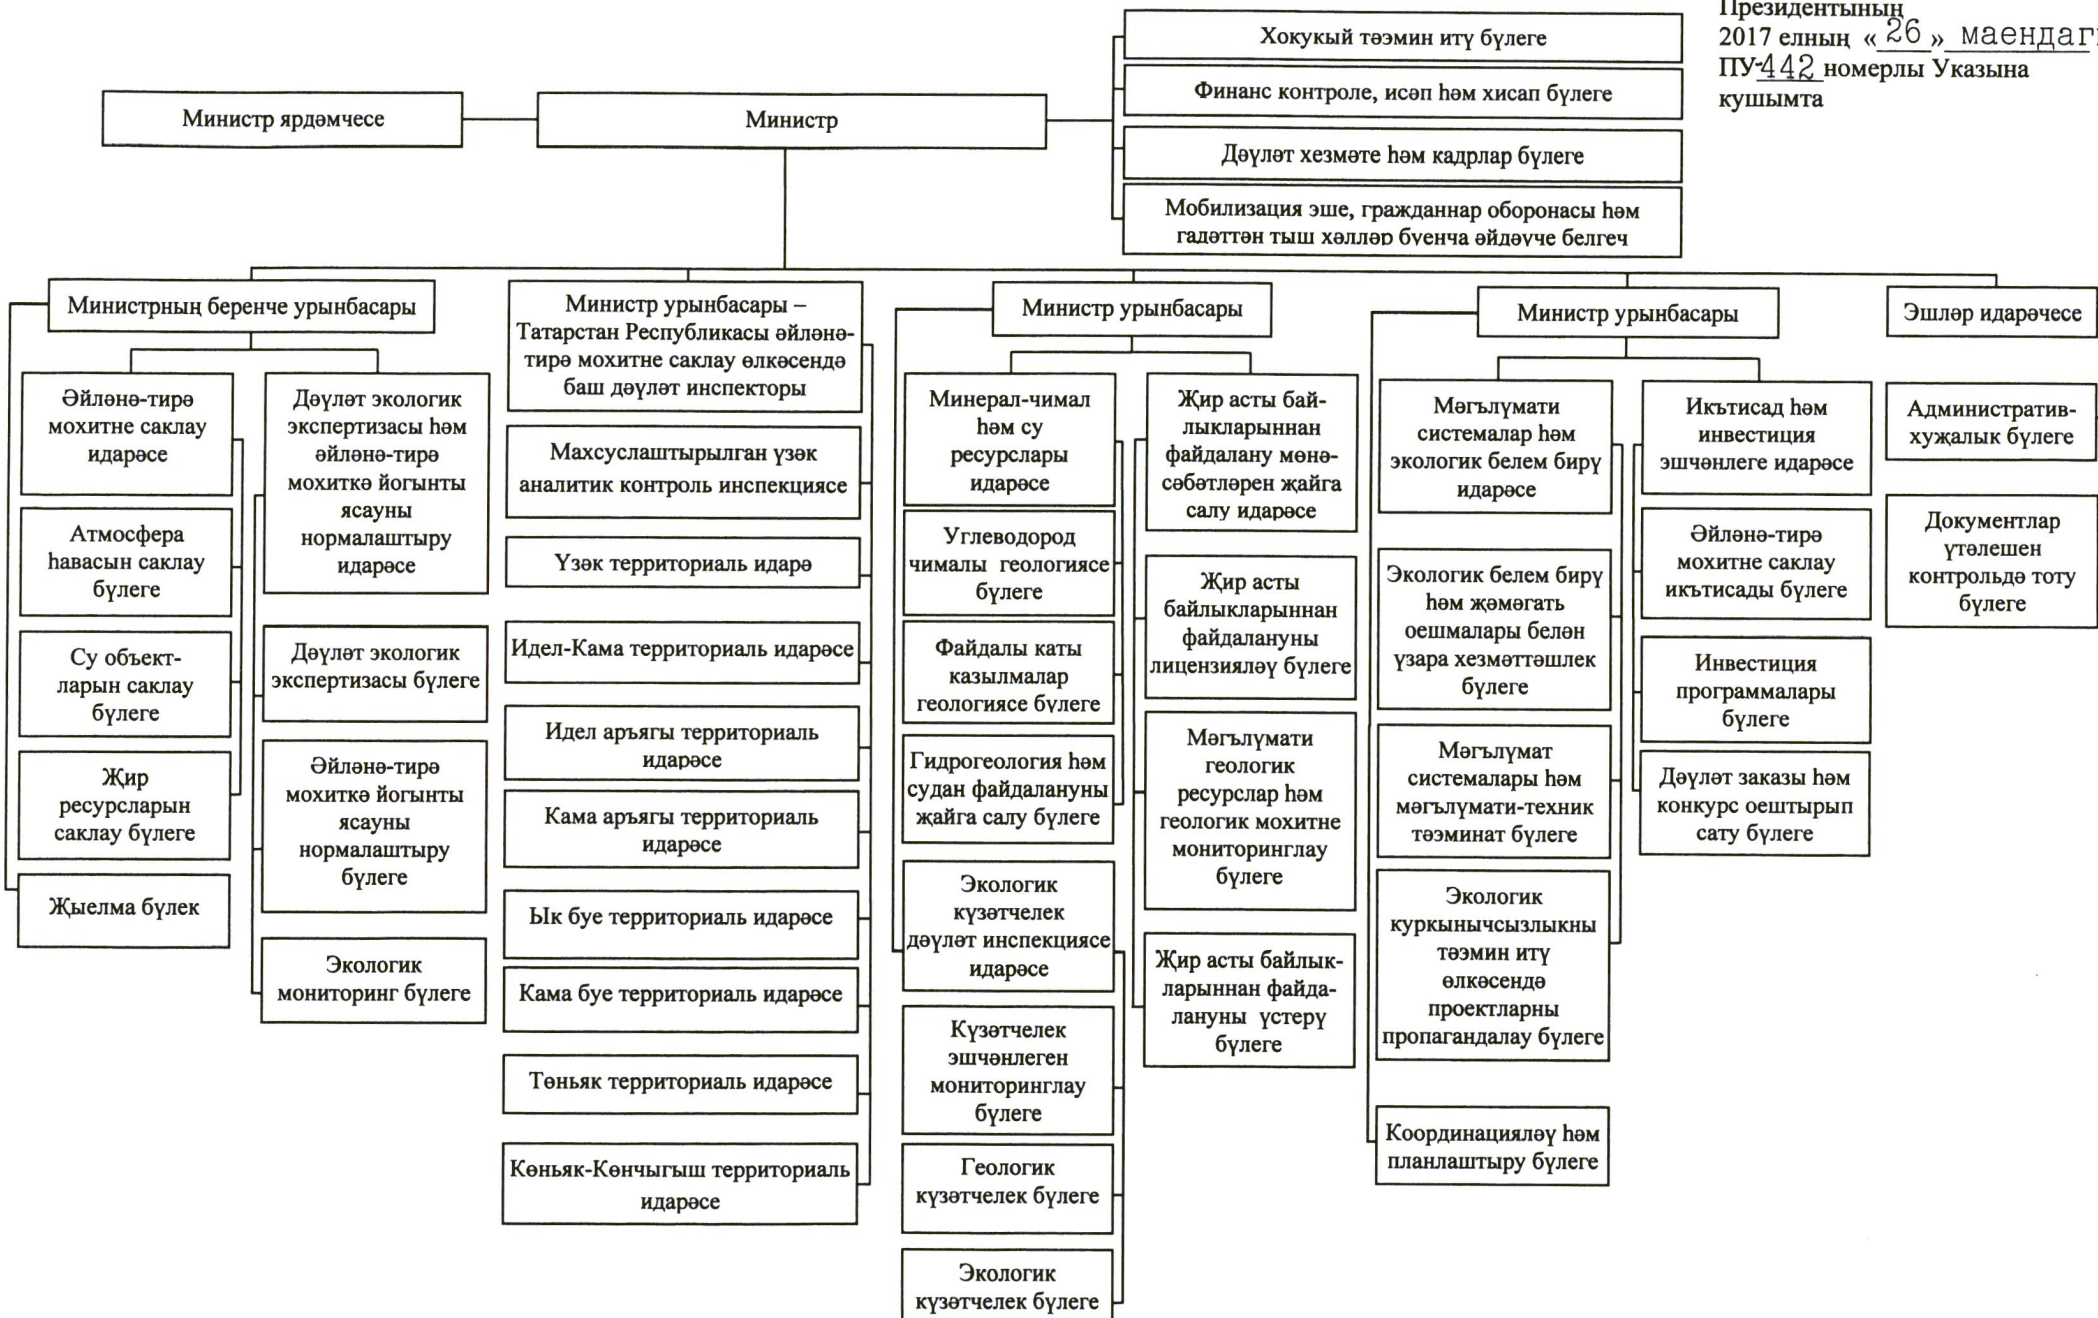 Президентының
2017 елның «26» маендагы
ПУ-442 номерлы Указына
кушымта
Министр ярдәмчесе
Министр
Хокукый тәэмин итү бүлеге
Финанс контроле, исәп һәм хисап бүлеге
Дәүләт хезмәте һәм кадрлар бүлеге
Мобилизация эше, гражданнар оборонасы һәм
гадәттән тыш хәлләр буенча әйдәүче белгеч
Министрның беренче урынбасары
Әйләнә-тирә
мохитне саклау
идарәсе
Атмосфера
һавасын саклау
бүлеге
Су объект-
ларын саклау
бүлеге
Җир
ресурсларын
саклау бүлеге
Җыелма бүлек
Дәүләт экологик
экспертизасы һәм
әйләнә-тирә
мохиткә йогынты
ясауны
нормалаштыру
идарәсе
Дәүләт экологик
экспертизасы бүлеге
Әйләнә-тирә
мохиткә йогынты
ясауны
нормалаштыру
бүлеге
Экологик
мониторинг бүлеге
Министр урынбасары –
Татарстан Республикасы әйләнә-
тирә мохитне саклау өлкәсендә
баш дәүләт инспекторы
Махсуслаштырылган үзәк
аналитик контроль инспекциясе
Үзәк территориаль идарә
Идел-Кама территориаль идарәсе
Идел аръягы территориаль
идарәсе
Кама аръягы территориаль
идарәсе
Ык буе территориаль идарәсе
Кама буе территориаль идарәсе
Төньяк территориаль идарәсе
Көньяк-Көнчыгыш территориаль
идарәсе
Министр урынбасары
Минерал-чимал
һәм су
ресурслары
идарәсе
Углеводород
чималы геологиясе
бүлеге
Файдалы каты
казылмалар
геологиясе бүлеге
Гидрогеология һәм
судан файдалануны
җайга салу бүлеге
Экологик
күзәтчелек
дәүләт инспекциясе
идарәсе
Күзәтчелек
эшчәнлеген
мониторинглау
бүлеге
Геологик
күзәтчелек бүлеге
Экологик
күзәтчелек бүлеге
Җир асты бай-
лыкларыннан
файдалану мөнә-
сәбәтләрен җайга
салу идарәсе
Җир асты
байлыкларыннан
файдалануны
лицензияләү бүлеге
Мәгълүмати
геологик
ресурслар һәм
геологик мохитне
мониторинглау
бүлеге
Җир асты байлык-
ларыннан файда-
лануны үстерү
бүлеге
Министр урынбасары
Мәгълүмати
системалар һәм
экологик белем бирү
идарәсе
Экологик белем бирү
һәм җәмәгать
оешмалары белән
үзара хезмәттәшлек
бүлеге
Мәгълүмат
системалары һәм
мәгълүмати-техник
тәэминат бүлеге
Экологик
куркынычсызлыкны
тәэмин итү
өлкәсендә
проектларны
пропагандалау бүлеге
Координацияләү һәм
планлаштыру бүлеге
Икътисад һәм
инвестиция
эшчәнлеге идарәсе
Әйләнә-тирә
мохитне саклау
икътисады бүлеге
Инвестиция
программалары
бүлеге
Дәүләт заказы һәм
конкурс оештырып
сату бүлеге
Эшләр идарәчесе
Административ-
хуҗалык бүлеге
Документлар
үтәлешен
контрольдә тоту
бүлеге